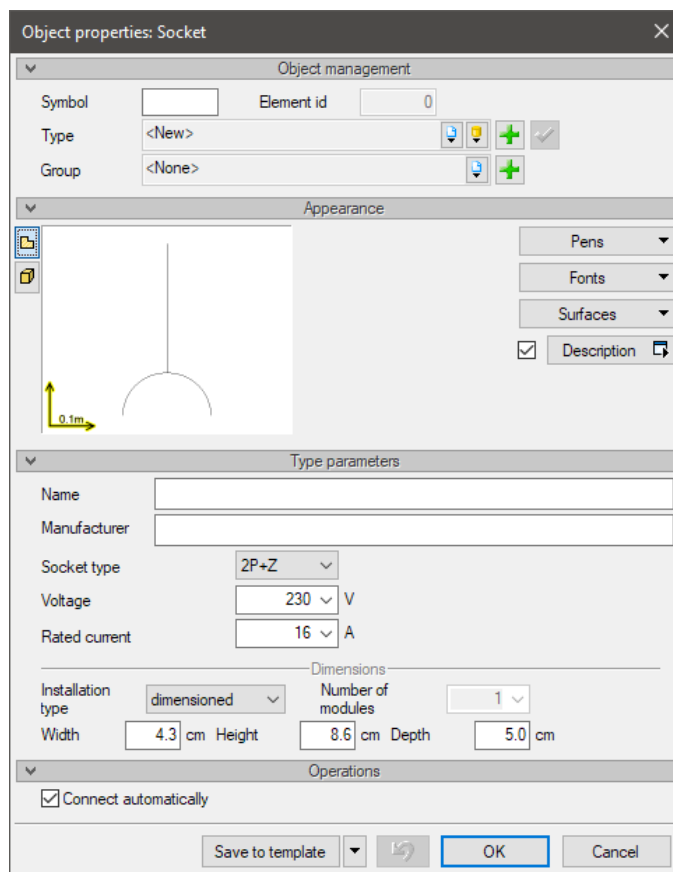 Object properties: Socket
Object management
Symbol Element id 0
Type <New>
Group <None>
Appearance
Pens
Fonts
Surfaces
Description
0.1m
Type parameters
Name
Manufacturer
Socket type 2P+Z
Voltage 230 V
Rated current 16 A
Dimensions
Installation type dimensioned Number of modules 1
Width 4.3 cm Height 8.6 cm Depth 5.0 cm
Operations
Connect automatically
Save to template OK Cancel